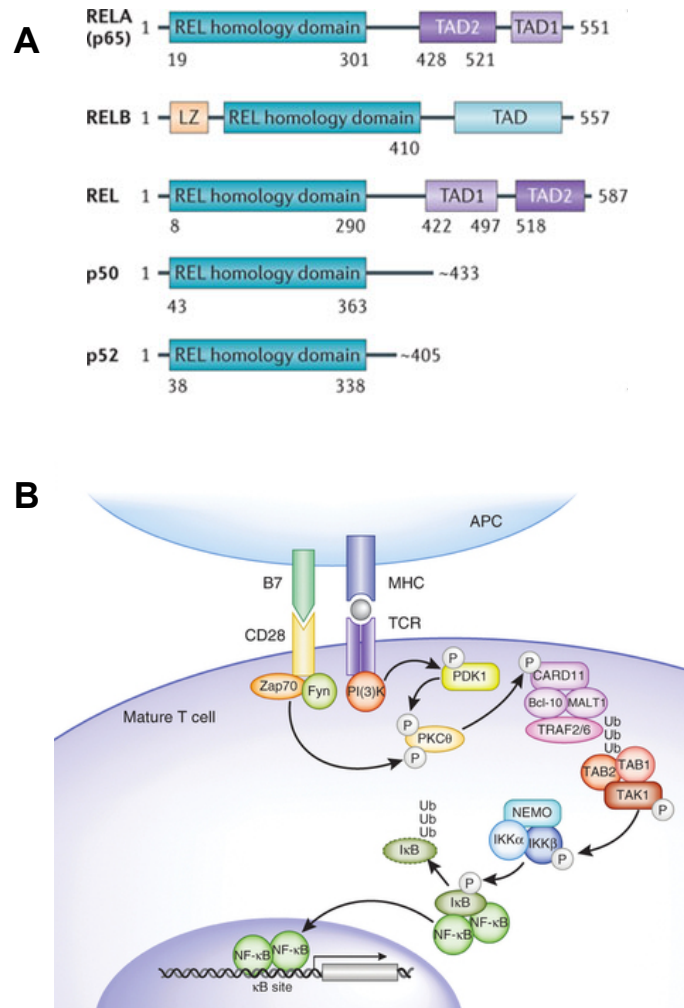 A
RELA
(p65)
1 REL homology domain TAD2 TAD1 551
19 301 428 521
RELB 1 LZ REL homology domain TAD 557
410
REL 1 REL homology domain TAD1 TAD2 587
8 290 422 497 518
p50 1 REL homology domain ~433
43 363
p52 1 REL homology domain ~405
38 338
B
APC
B7 MHC
CD28 TCR
Zap70 Fyn PI(3)K
P
PDK1
P
CARD11
Bcl-10 MALT1
TRAF2/6
Mature T cell
P
PKCθ
P
Ub
Ub
Ub
TAB2 TAB1
TAK1
P
NEMO
IKKα IKKβ
P
Ub
Ub
Ub
IκB
P
IκB
NF-κB NF-κB
NF-κB NF-κB
κB site